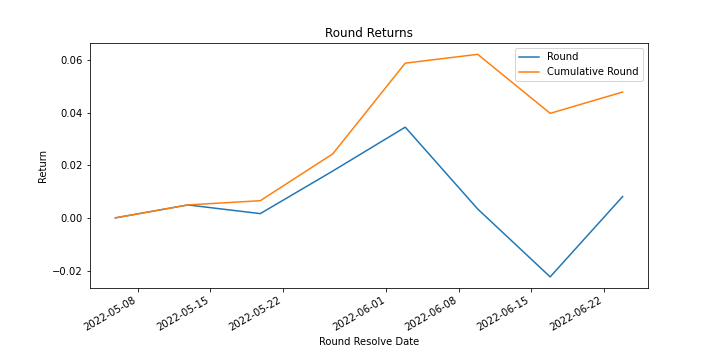 Round Returns
Round
Cumulative Round
Return
0.06
0.04
0.02
0.00
−0.02
2022-05-08
2022-05-15
2022-05-22
2022-06-01
2022-06-08
2022-06-15
2022-06-22
Round Resolve Date